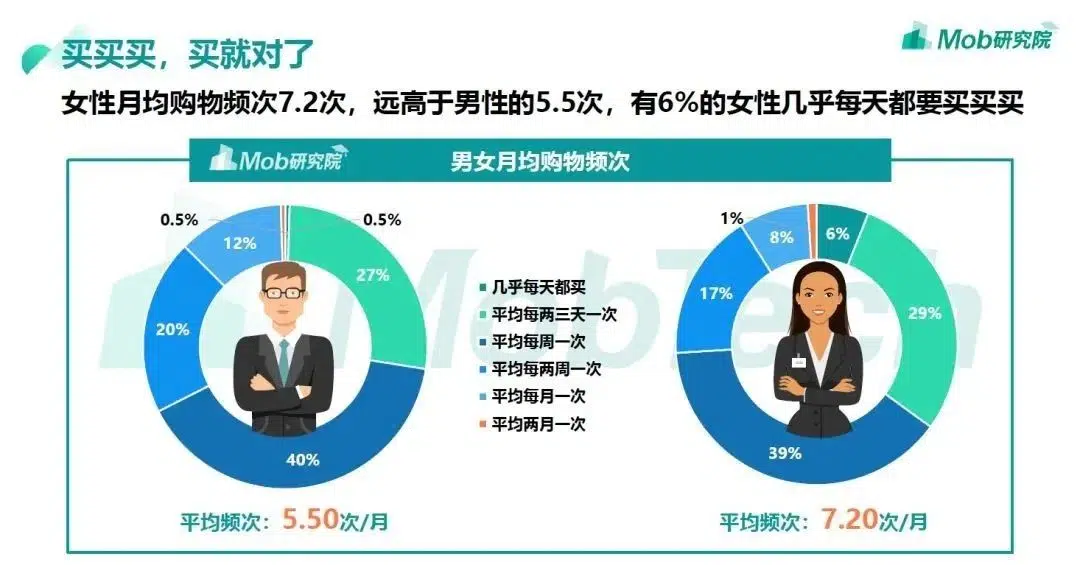 买买买，买就对了
Mob研究院
女性月均购物频次7.2次，远高于男性的5.5次，有6%的女性几乎每天都要买买买
Mob研究院
男女月均购物频次
0.5%
0.5%
12%
27%
20%
40%
平均频次：5.50次/月
几乎每天都买
平均每两三天一次
平均每周一次
平均每两周一次
平均每月一次
平均两月一次
1%
6%
8%
17%
29%
39%
平均频次：7.20次/月
MobTech